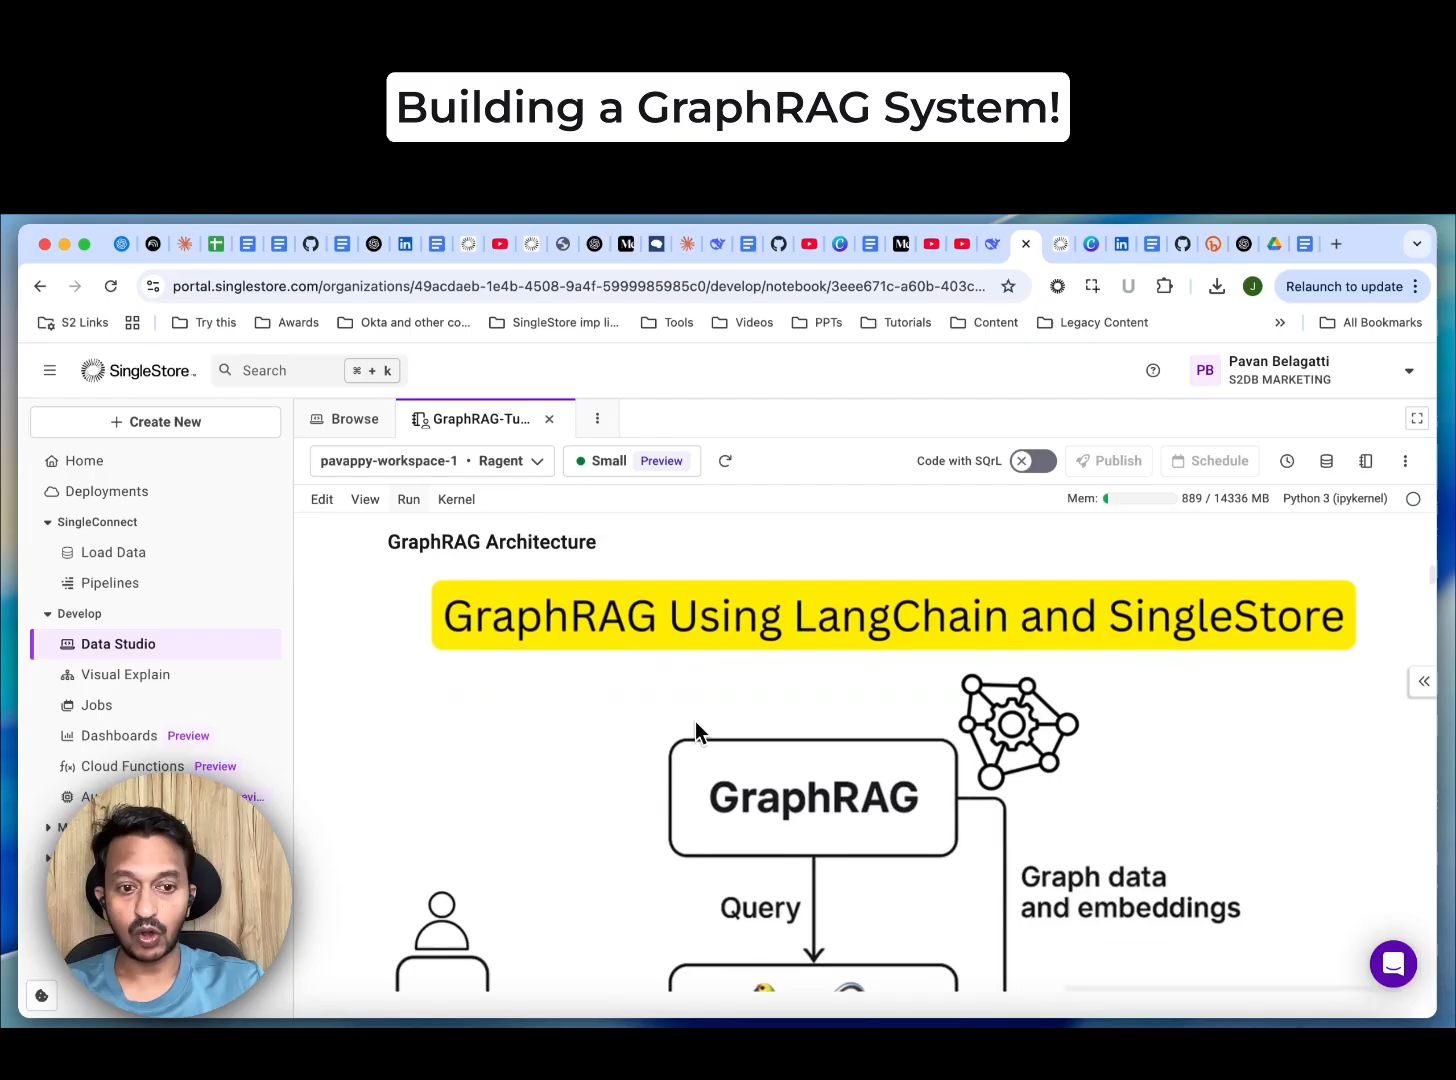 Building a GraphRAG System!
portal.singlestore.com/organizations/49acdaeb-1e4b-4508-9a4f-5999985985c0/develop/notebook/3eee671c-a60b-403c...
U
J
Relaunch to update
S2 Links
Try this
Awards
Okta and other co...
SingleStore imp li...
Tools
Videos
PPTs
Tutorials
Content
Legacy Content
All Bookmarks
SingleStore
Search
⌘ + k
PB
Pavan Belagatti
S2DB MARKETING
+ Create New
Home
Deployments
SingleConnect
Load Data
Pipelines
Develop
Data Studio
Visual Explain
Jobs
Dashboards Preview
Cloud Functions Preview
Browse
GraphRAG-Tu...
pavappy-workspace-1 • Ragent
Small Preview
Code with SQrL
Publish
Schedule
Edit View Run Kernel
Mem: 889 / 14336 MB
Python 3 (ipykernel)
GraphRAG Architecture
GraphRAG Using LangChain and SingleStore
GraphRAG
Query
Graph data
and embeddings